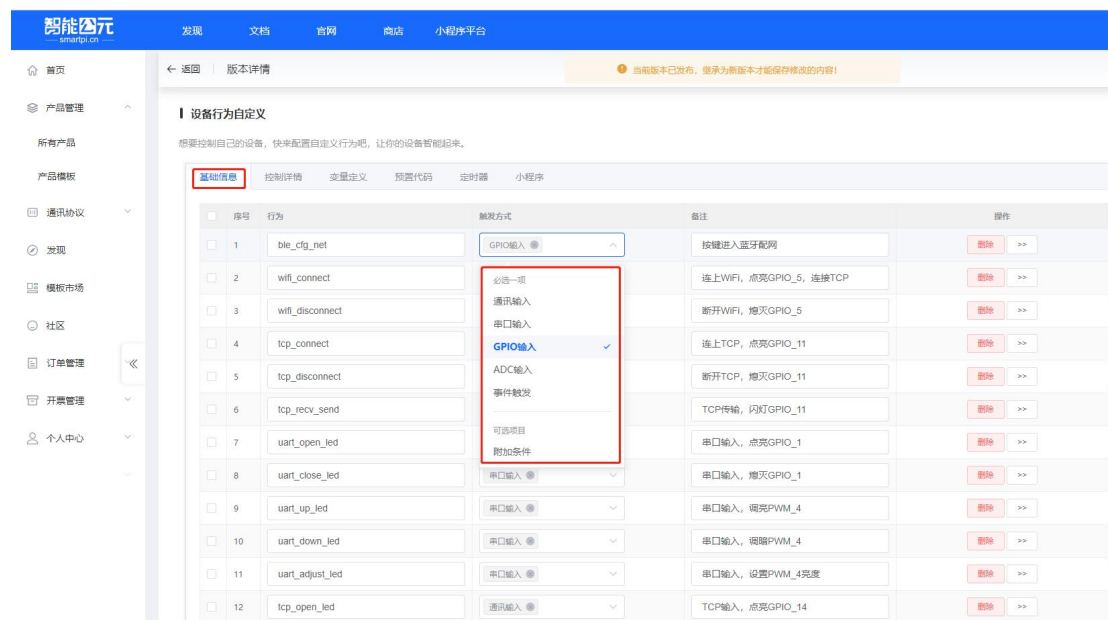 智能公元
smartpi.cn
发现 文档 官网 商店 小程序平台
首页
产品管理
所有产品
产品模板
通讯协议
发现
模板市场
社区
订单管理
开票管理
个人中心
← 返回 版本详情
当前版本已发布，继承为新版本才能保存修改的内容！
设备行为自定义
想要控制自己的设备，快来配置自定义行为吧，让你的设备智能起来。
基础信息 控制详情 变量定义 预置代码 定时器 小程序
序号 行为 触发方式 备注 操作
1 ble_cfg_net GPIO输入 按键进入蓝牙配网 删除 >>
2 wifi_connect 连上WiFi，点亮GPIO_5，连接TCP 删除 >>
3 wifi_disconnect 断开WiFi，熄灭GPIO_5 删除 >>
4 tcp_connect 连上TCP，点亮GPIO_11 删除 >>
5 tcp_disconnect 断开TCP，熄灭GPIO_11 删除 >>
6 tcp_recv_send TCP传输，闪灯GPIO_11 删除 >>
7 uart_open_led 串口输入，点亮GPIO_1 删除 >>
8 uart_close_led 串口输入 串口输入，熄灭GPIO_1 删除 >>
9 uart_up_led 串口输入 串口输入，调亮PWM_4 删除 >>
10 uart_down_led 串口输入 串口输入，调暗PWM_4 删除 >>
11 uart_adjust_led 串口输入 串口输入，设置PWM_4亮度 删除 >>
12 tcp_open_led 通讯输入 TCP输入，点亮GPIO_14 删除 >>
必选一项
通讯输入
串口输入
GPIO输入
ADC输入
事件触发
可选项目
附加条件